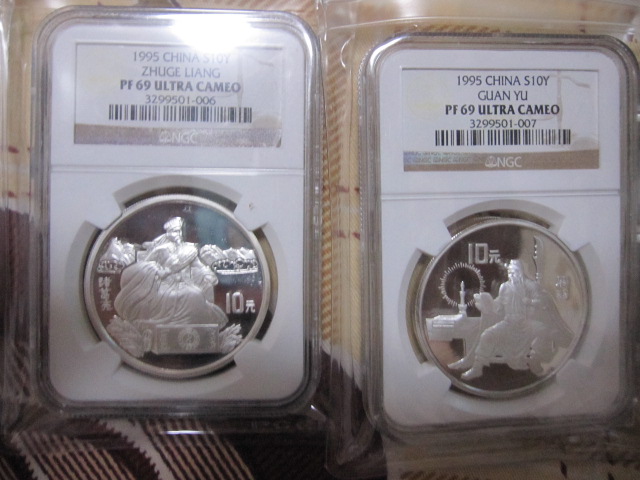 1995 CHINA S10Y
ZHUGE LIANG
PF 69 ULTRA CAMEO
3299501-006
NGC
10元
1995 CHINA S10Y
GUAN YU
PF 69 ULTRA CAMEO
3299501-007
NGC
10元